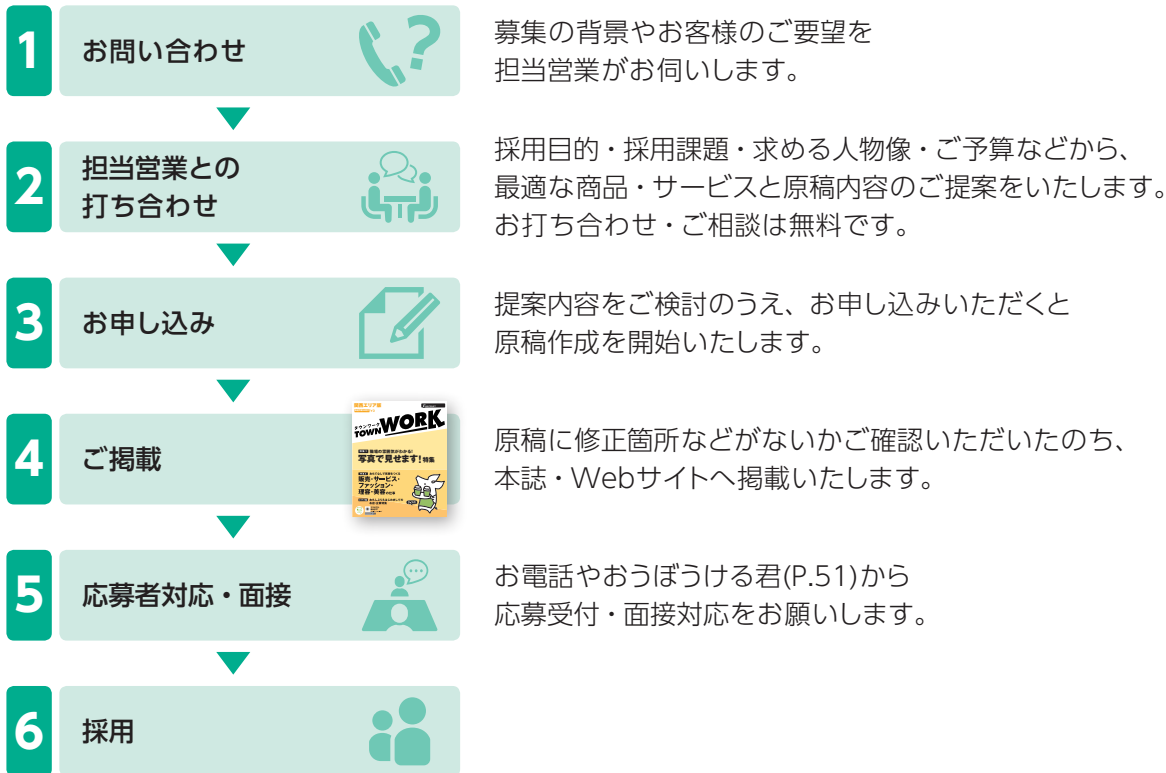 1
お問い合わせ
?
募集の背景やお客様のご要望を
担当営業がお伺いします。
2
担当営業との
打ち合わせ
採用目的・採用課題・求める人物像・ご予算などから、
最適な商品・サービスと原稿内容のご提案をいたします。
お打ち合わせ・ご相談は無料です。
3
お申し込み
提案内容をご検討のうえ、お申し込みいただくと
原稿作成を開始いたします。
4
ご掲載
タウンワーク
TOWN WORK
写真で見せます!特集
販売・サービス・
ファッション・
理容・美容の仕事
原稿に修正箇所などがないかご確認いただいたのち、
本誌・Webサイトへ掲載いたします。
5
応募者対応・面接
お電話やおうぼうける君(P.51)から
応募受付・面接対応をお願いします。
6
採用